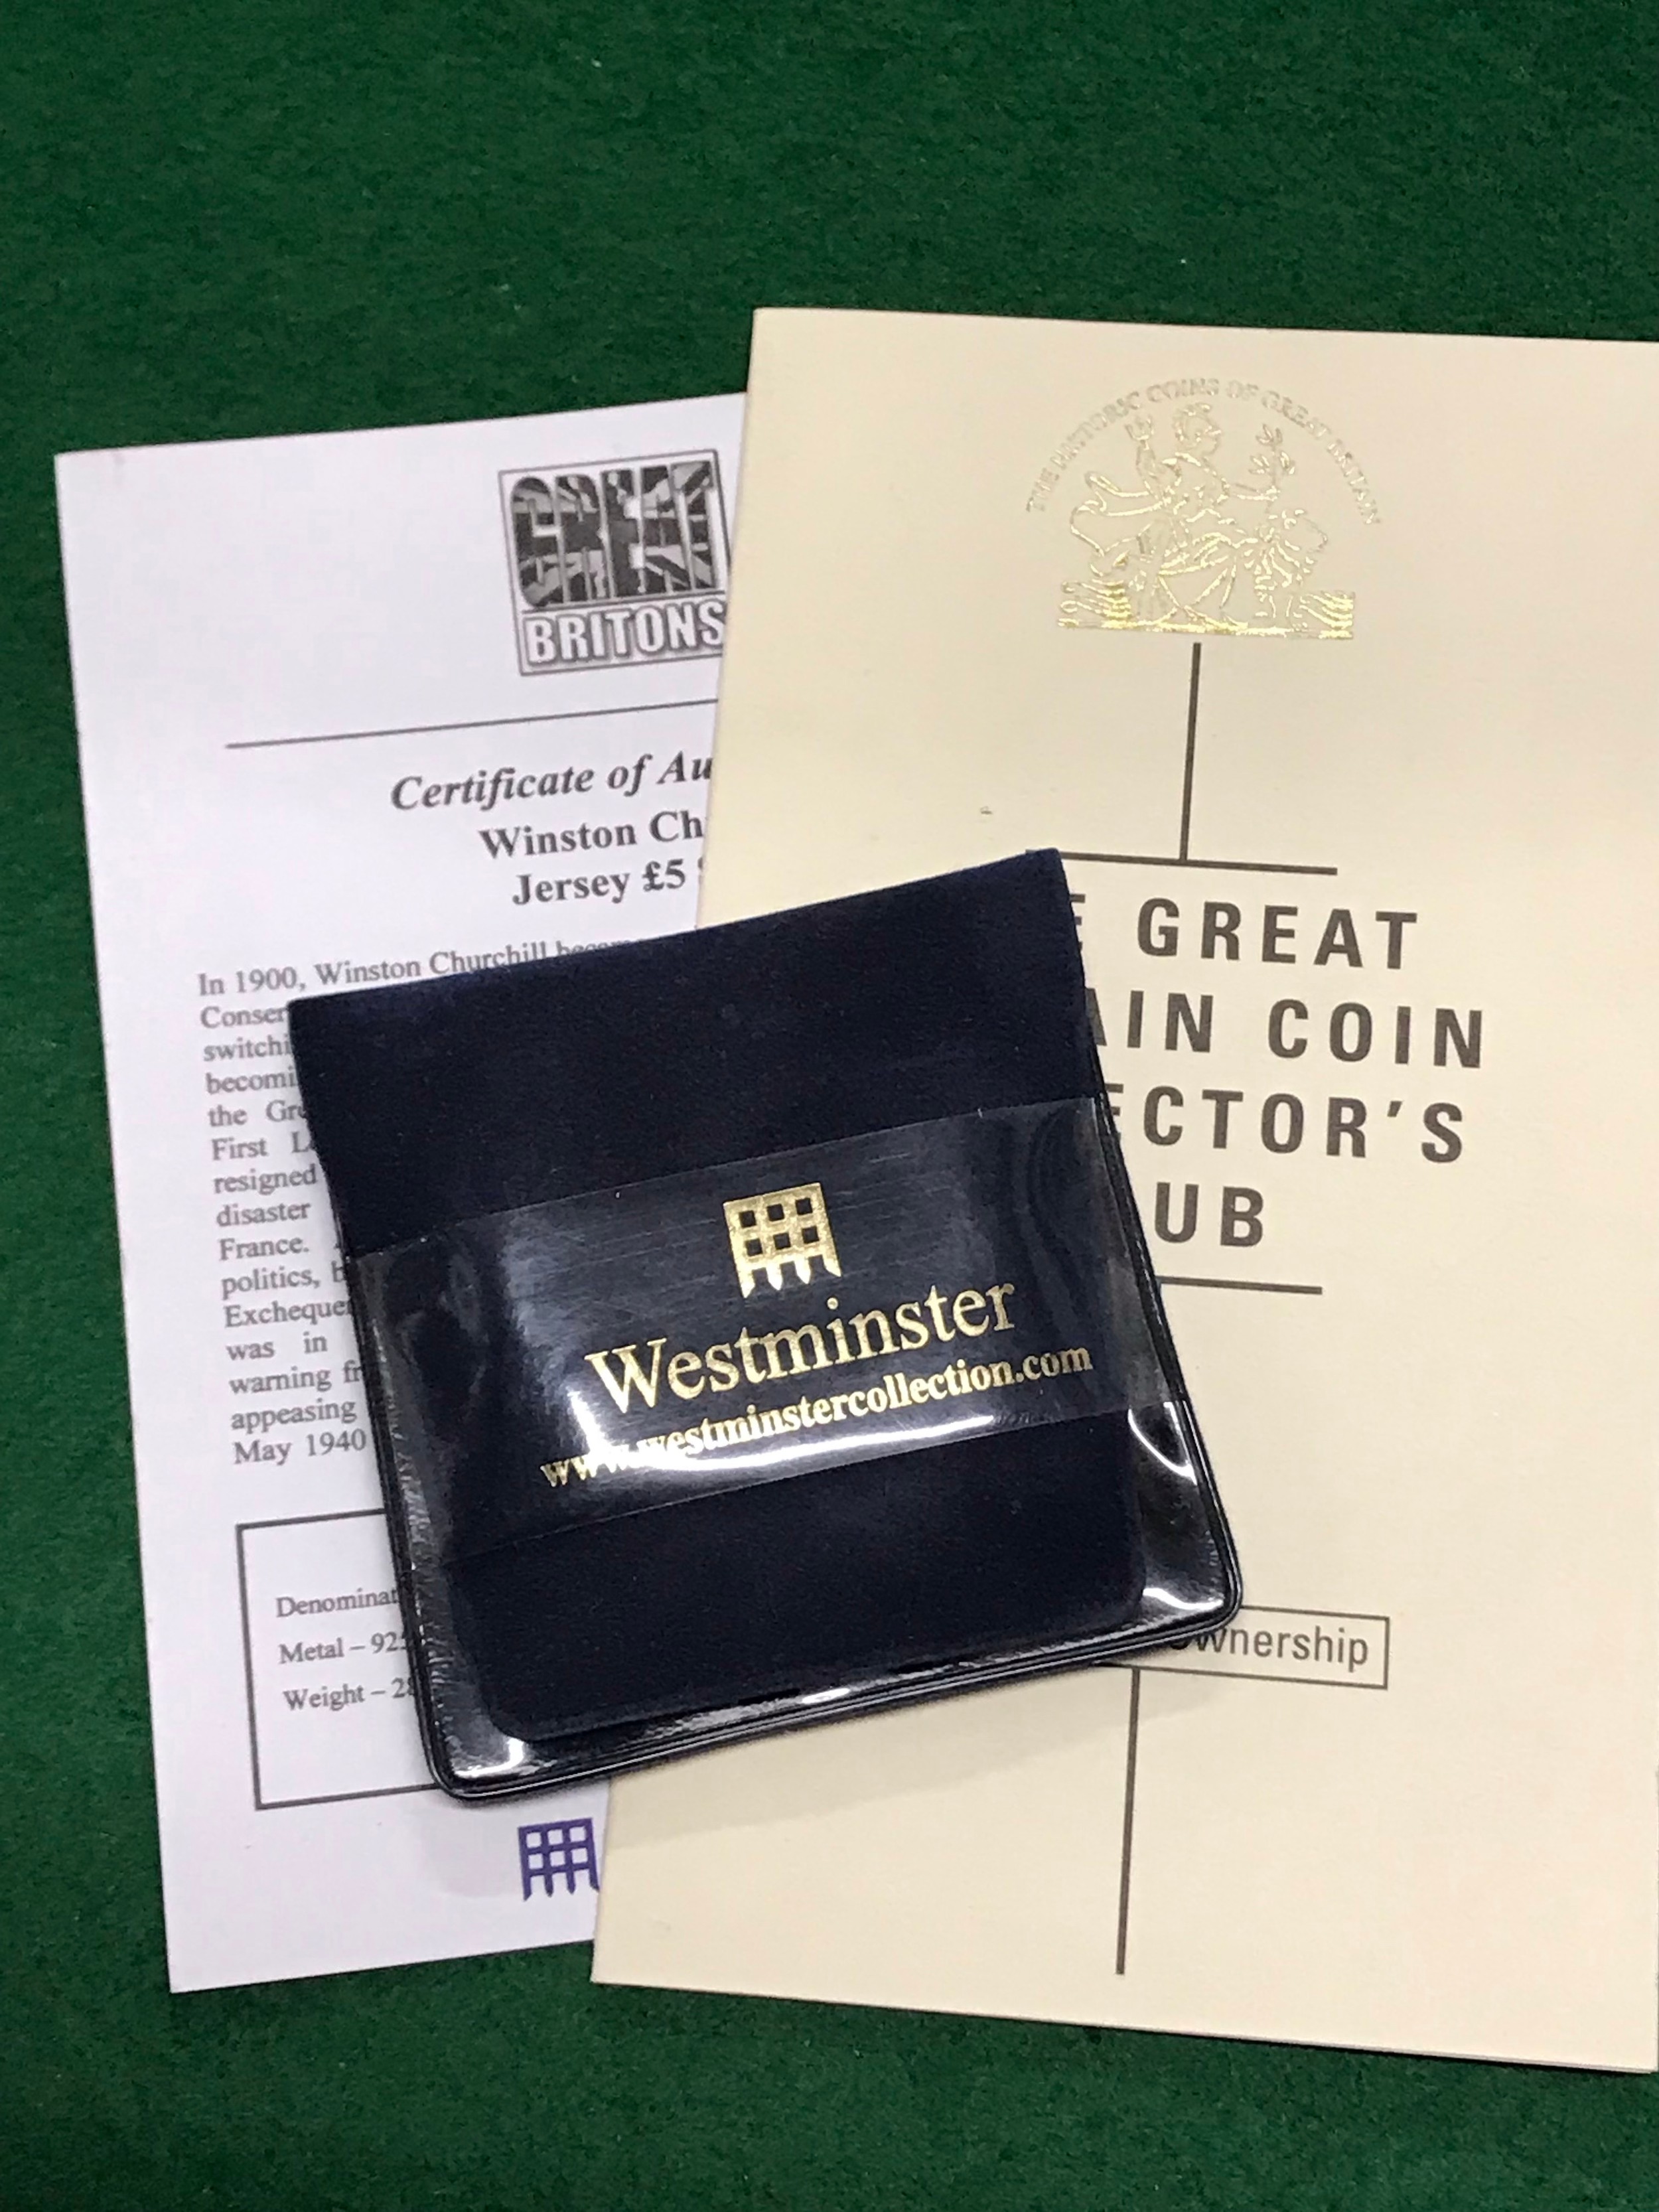 GREAT
BRITONS
Certificate of Au
Winston Ch
Jersey £5
In 1900, Winston Churchill
Conser
switchi
becomi
the Gre
First L
resigned
disaster
France.
politics, b
Exchequer
was in
warning fr
appeasing
May 1940
Denominat
Metal – 925
Weight – 28
THE HISTORIC COINS OF GREAT BRITAIN
E GREAT
AIN COIN
ECTOR'S
UB
ownership
Westminster
www.westminstercollection.com